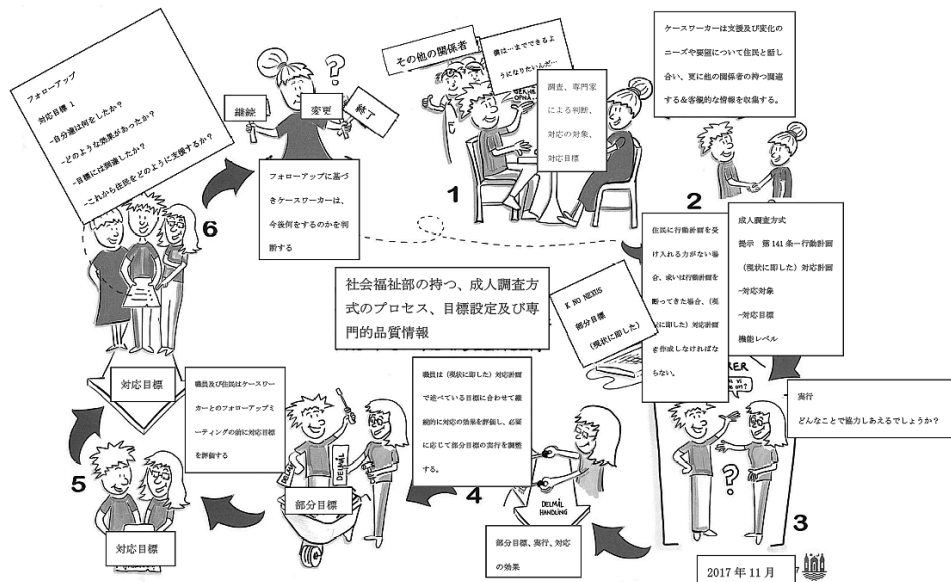 フォローアップ
対応目標 1
-自分達は何をしたか？
-どのような効果があったか？
-目標には到達したか？
-これから住民をどのように支援するか？
継続
変更
終了
?
フォローアップに基づ
きケースワーカーは、
今後何をするのかを判
断する
6
その他の関係者
僕は…までできるよ
うになりたいんだ…
調査、専門家
による判断、
対応の対象、
対応目標
1
ケースワーカーは支援及び変化の
ニーズや要望について住民と話し
合い、更に他の関係者の持つ関連
する&客観的な情報を収集する。
2
住民に行動計画を受
け入れる力がない場
合、或いは行動計画を
断ってきた場合、(現
状に即した）対応計画
を作成しなければな
らない。
成人調査方式
提示　第 141 条ー行動計画
（現状に即した）対応計画
-対応対象
-対応目標
機能レベル
社会福祉部の持つ、成人調査方
式のプロセス、目標設定及び専
門的品質情報
K NO NEXUS
部分目標
（現状に即した）
実行
どんなことで協力しあえるでしょうか？
?
3
職員は（現状に即した）対応計画
で述べている目標に合わせて継
続的に対応の効果を評価し、必要
に応じて部分目標の実行を調整
する。
4
DELMÅL
HANDLING
部分目標、実行、対応
の効果
DELMÅL
部分目標
職員及び住民はケースワー
カーとのフォローアップミ
ーティングの前に対応目標
を評価する
対応目標
5
対応目標
2017 年 11 月